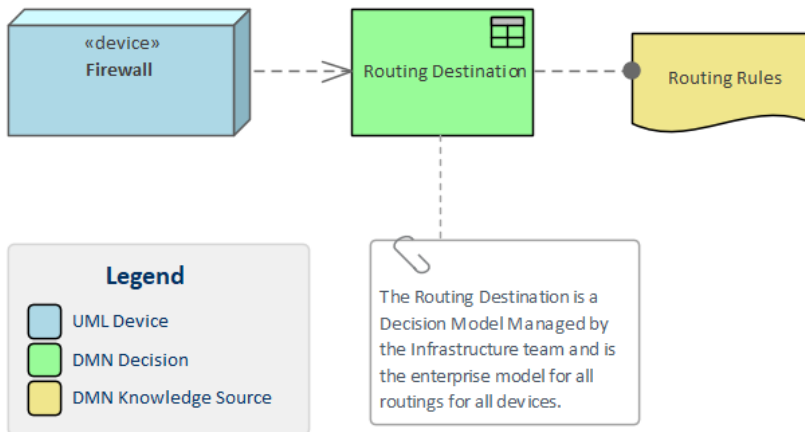 «device»
Firewall
Routing Destination
Routing Rules
Legend
UML Device
DMN Decision
DMN Knowledge Source
The Routing Destination is a
Decision Model Managed by
the Infrastructure team and is
the enterprise model for all
routings for all devices.